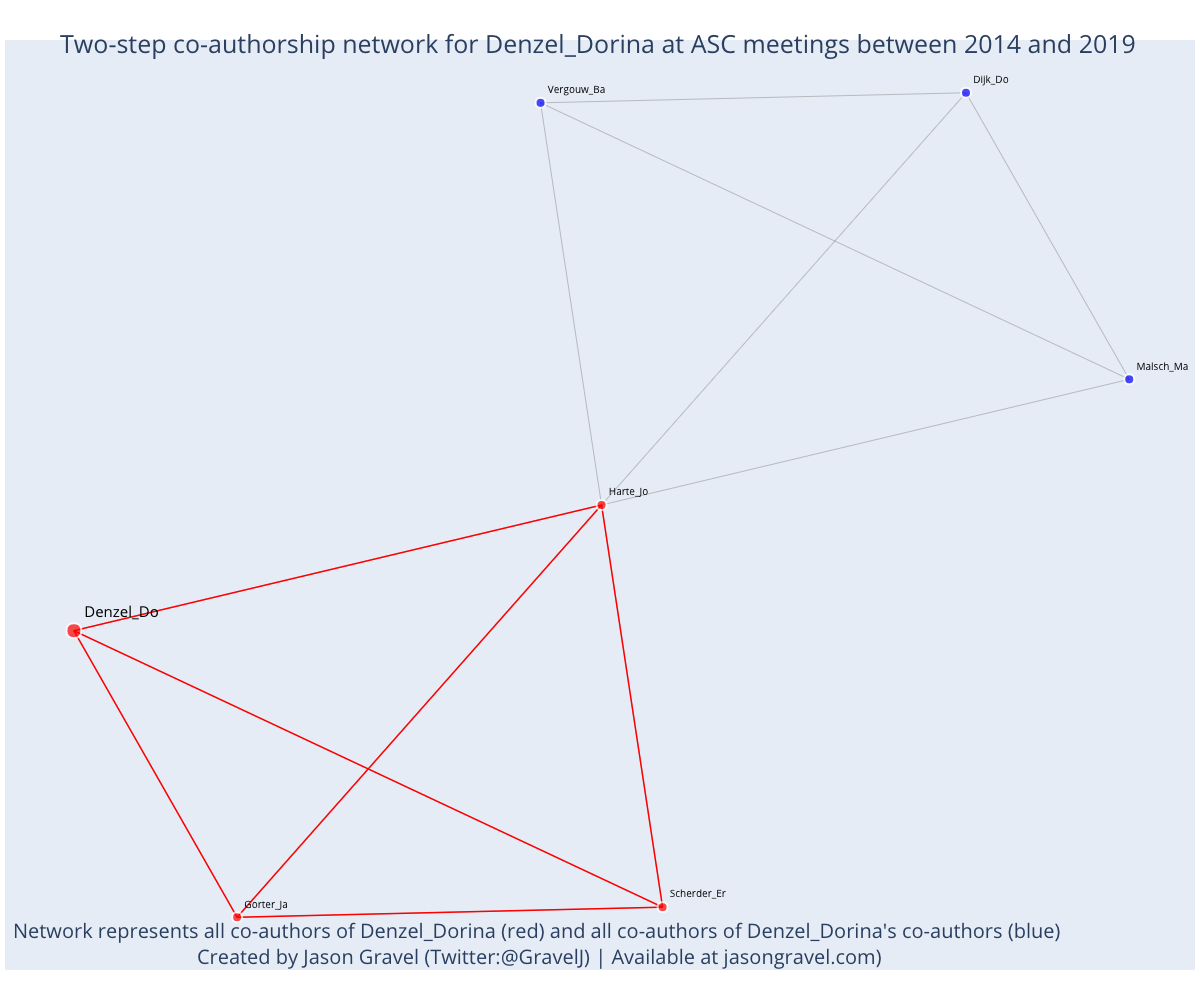 Two-step co-authorship network for Denzel_Dorina at ASC meetings between 2014 and 2019
Dijk_Do
Vergouw_Ba
Malsch_Ma
Harte_Jo
Denzel_Do
Scherder_Er
Gorter_Ja
Network represents all co-authors of Denzel_Dorina (red) and all co-authors of Denzel_Dorina's co-authors (blue)
Created by Jason Gravel (Twitter:@GravelJ) | Available at jasongravel.com)